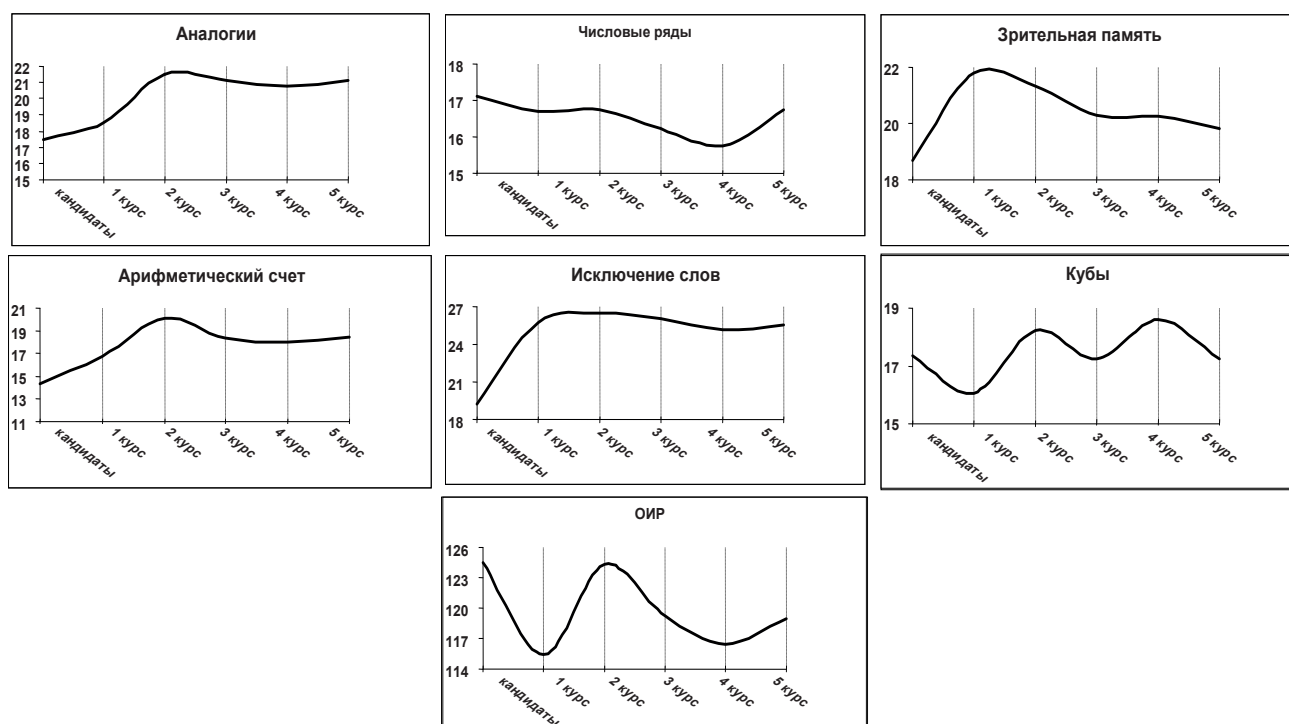 Аналогии
22
21
20
19
18
17
16
15
кандидаты
1 курс
2 курс
3 курс
4 курс
5 курс
Числовые ряды
18
17
16
15
кандидаты
1 курс
2 курс
3 курс
4 курс
5 курс
Зрительная память
22
20
18
кандидаты
1 курс
2 курс
3 курс
4 курс
5 курс
Арифметический счет
21
19
17
15
13
11
кандидаты
1 курс
2 курс
3 курс
4 курс
5 курс
Исключение слов
27
24
21
18
кандидаты
1 курс
2 курс
3 курс
4 курс
5 курс
Кубы
19
17
15
кандидаты
1 курс
2 курс
3 курс
4 курс
5 курс
ОИР
126
123
120
117
114
кандидаты
1 курс
2 курс
3 курс
4 курс
5 курс